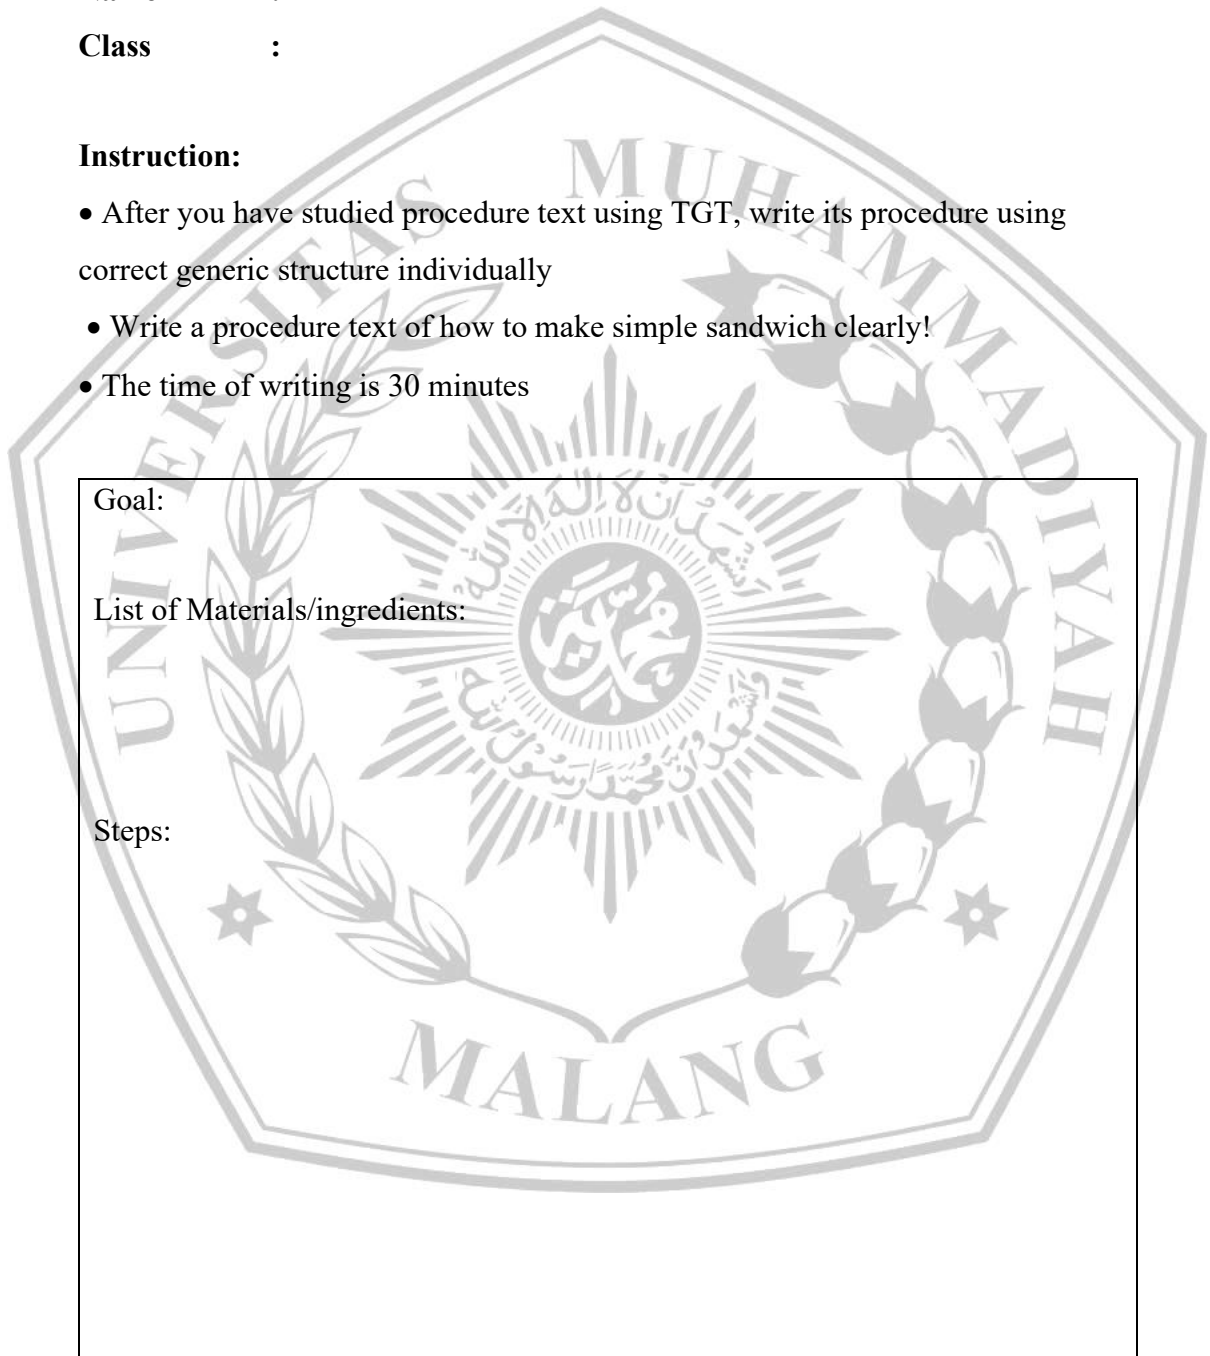 Class :
Instruction:
• After you have studied procedure text using TGT, write its procedure using
correct generic structure individually
• Write a procedure text of how to make simple sandwich clearly!
• The time of writing is 30 minutes
Goal:
List of Materials/ingredients:
Steps:
UNIVERSITAS MUHAMMADIYAH
MALANG